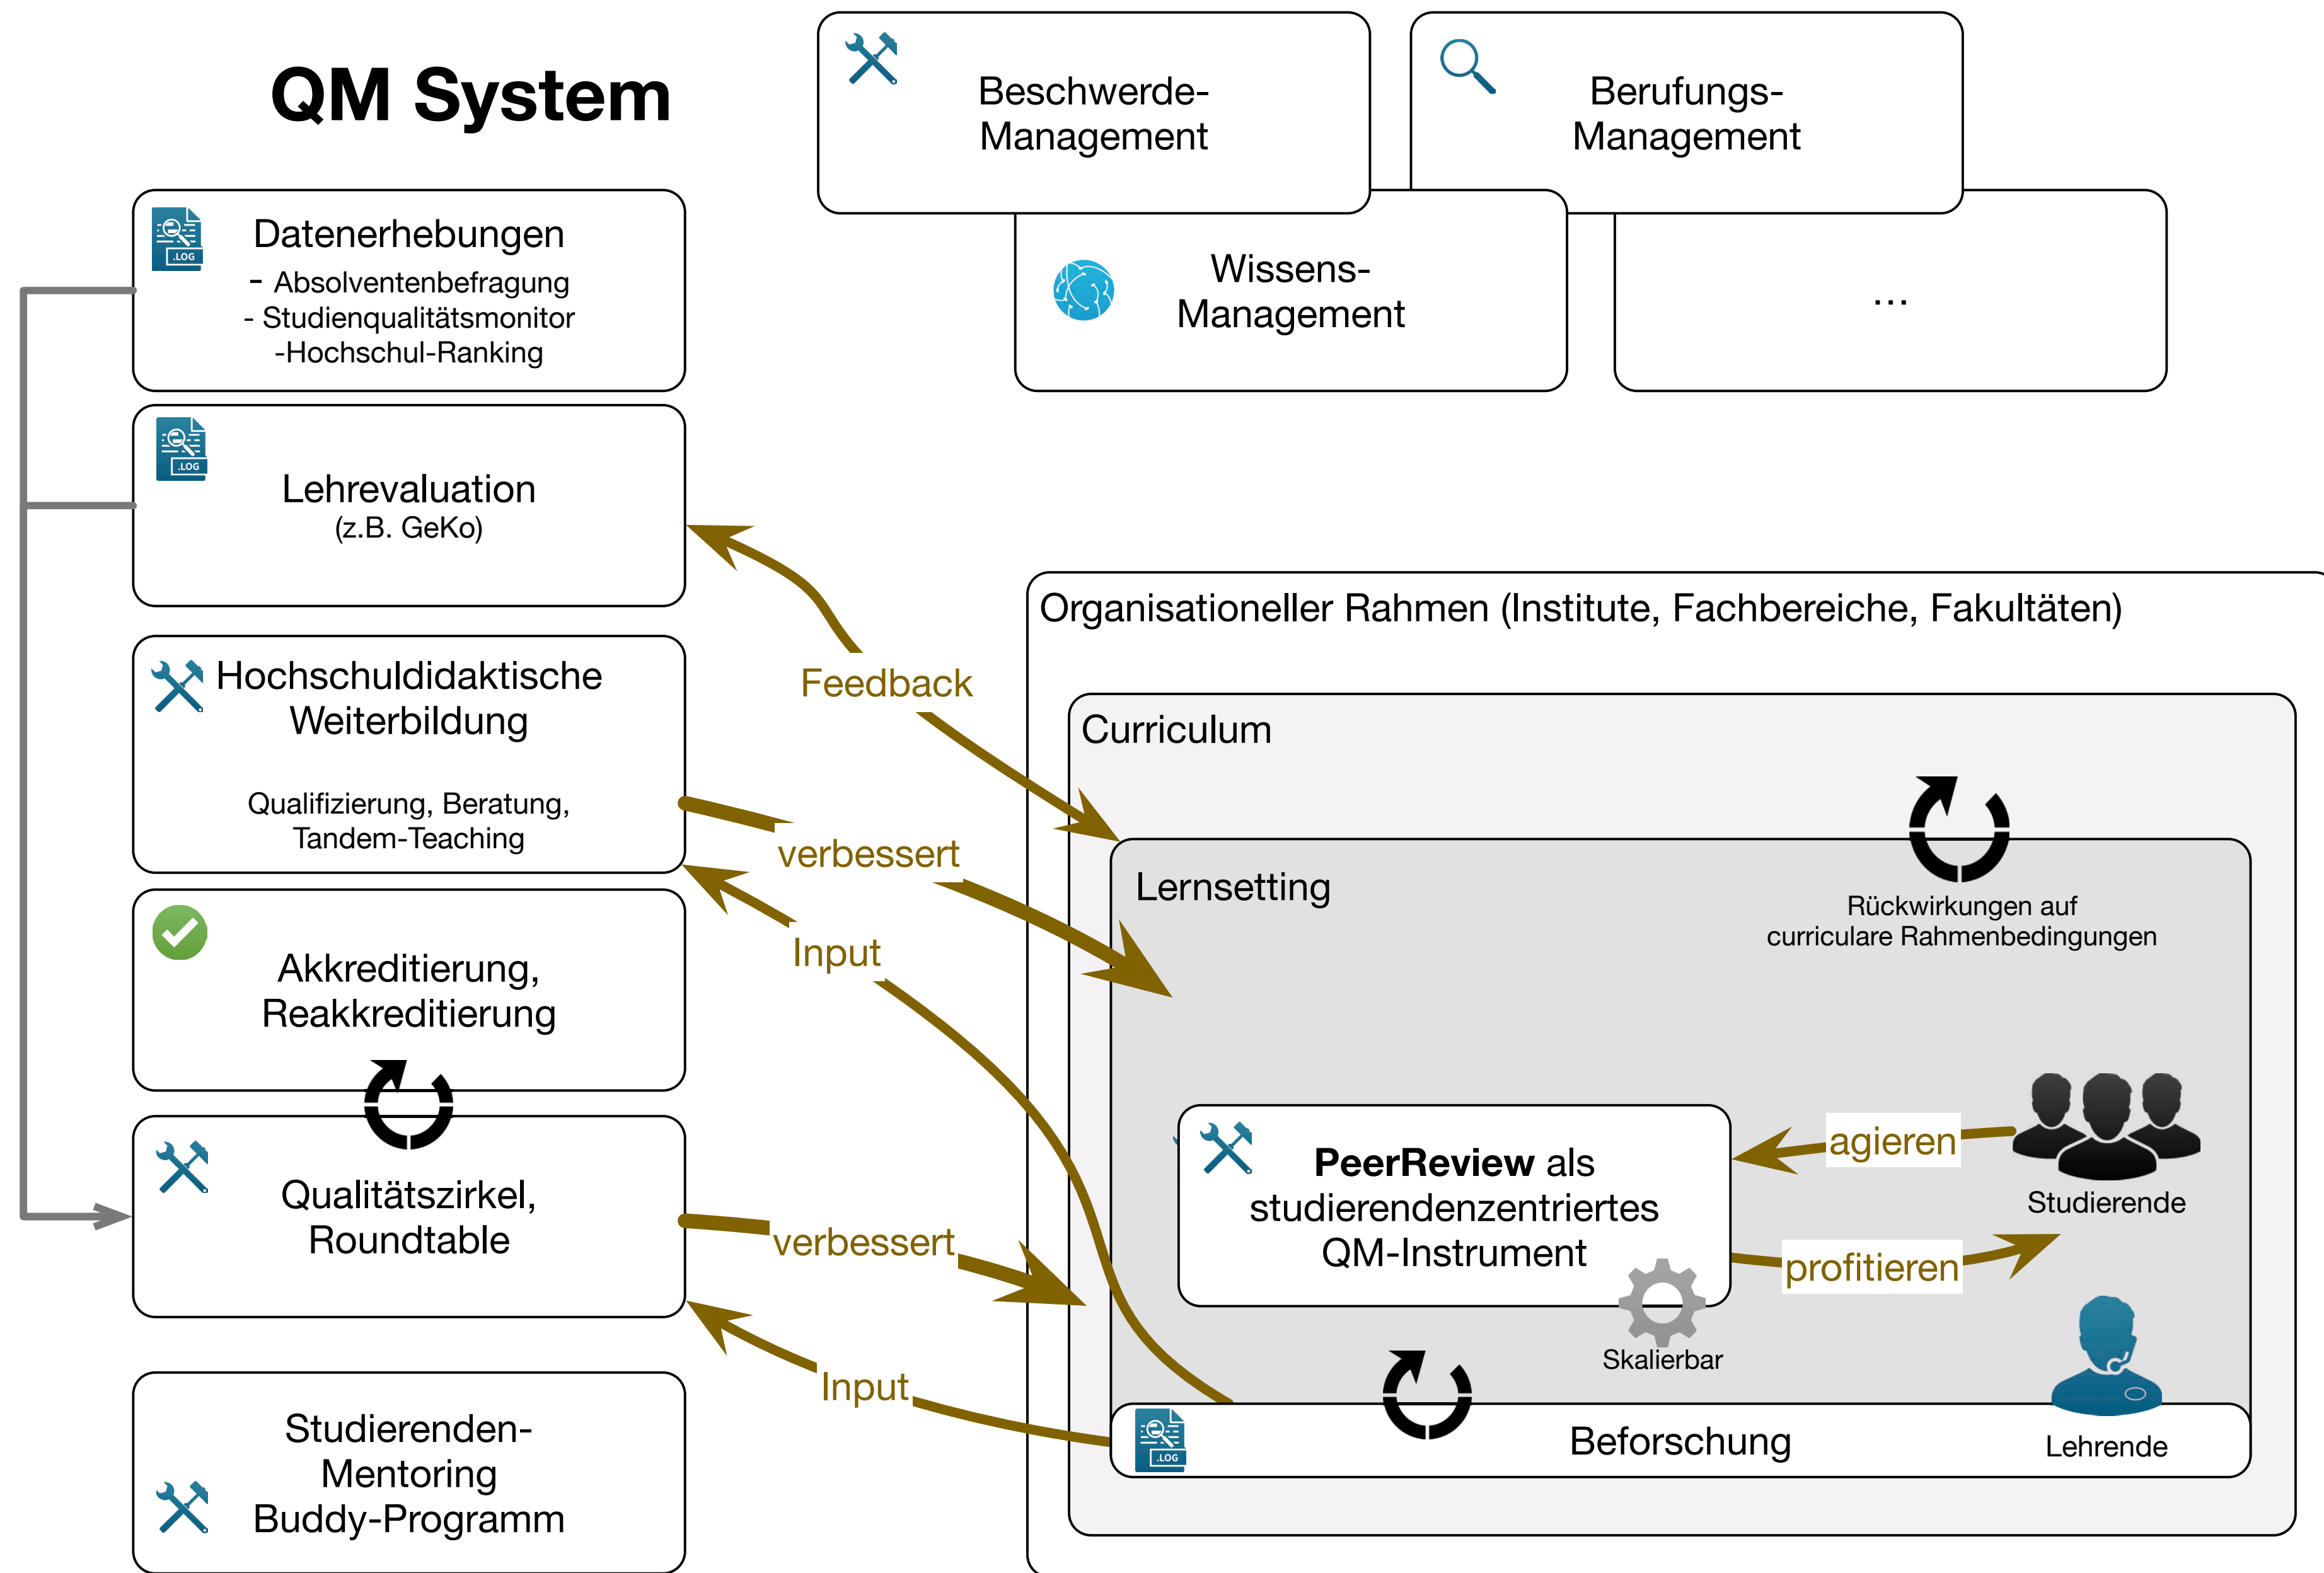 QM System
Beschwerde-
Management
Berufungs-
Management
Wissens-
Management
...
.LOG
Datenerhebungen
- Absolventenbefragung
- Studienqualitätsmonitor
-Hochschul-Ranking
.LOG
Lehrevaluation
(z.B. GeKo)
Hochschuldidaktische
Weiterbildung
Qualifizierung, Beratung,
Tandem-Teaching
Akkreditierung,
Reakkreditierung
Qualitätszirkel,
Roundtable
Studierenden-
Mentoring
Buddy-Programm
Feedback
verbessert
Input
verbessert
Input
Organisationeller Rahmen (Institute, Fachbereiche, Fakultäten)
Curriculum
Lernsetting
Rückwirkungen auf
curriculare Rahmenbedingungen
PeerReview als
studierendenzentriertes
QM-Instrument
Skalierbar
agieren
profitieren
Studierende
.LOG
Beforschung
Lehrende